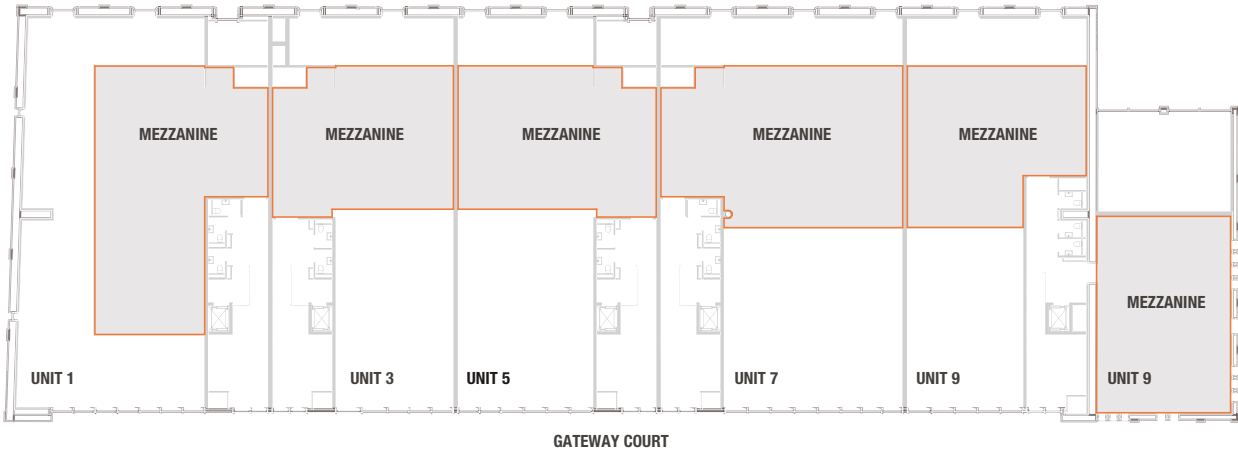 MEZZANINE
MEZZANINE
MEZZANINE
MEZZANINE
MEZZANINE
MEZZANINE
UNIT 1
UNIT 3
UNIT 5
UNIT 7
UNIT 9
UNIT 9
GATEWAY COURT